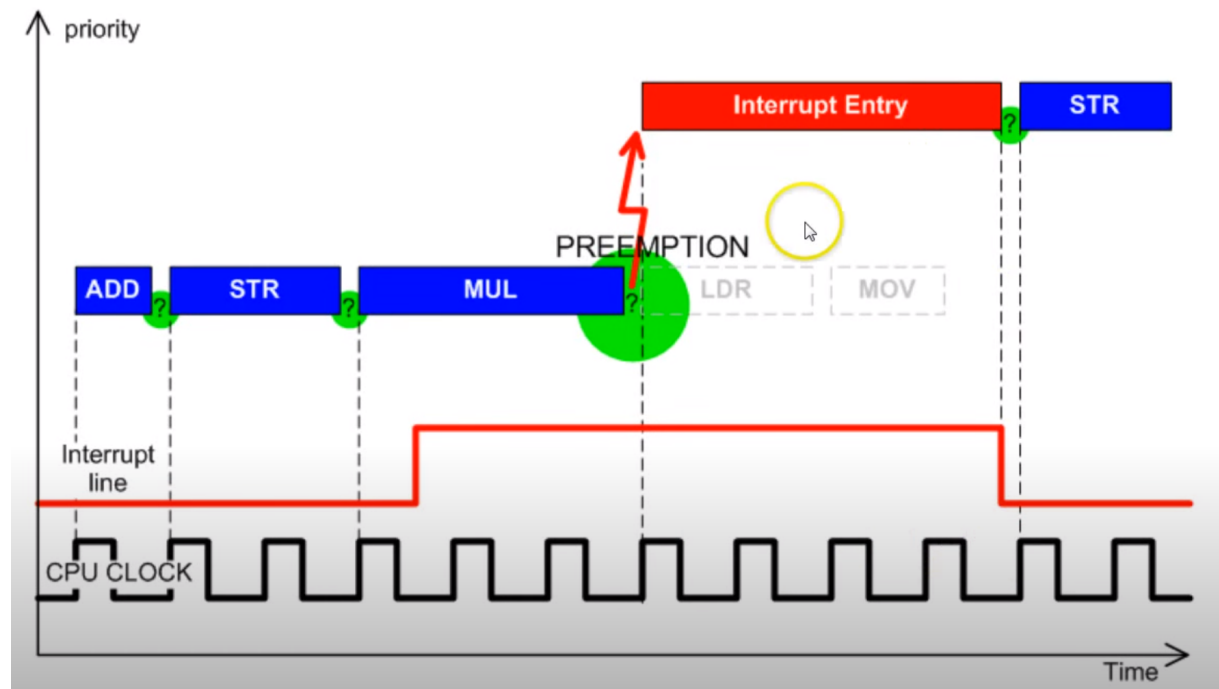 priority
Interrupt Entry
?
STR
PREEMPTION
ADD
?
STR
?
MUL
?
LDR
MOV
Interrupt
line
CPU CLOCK
Time